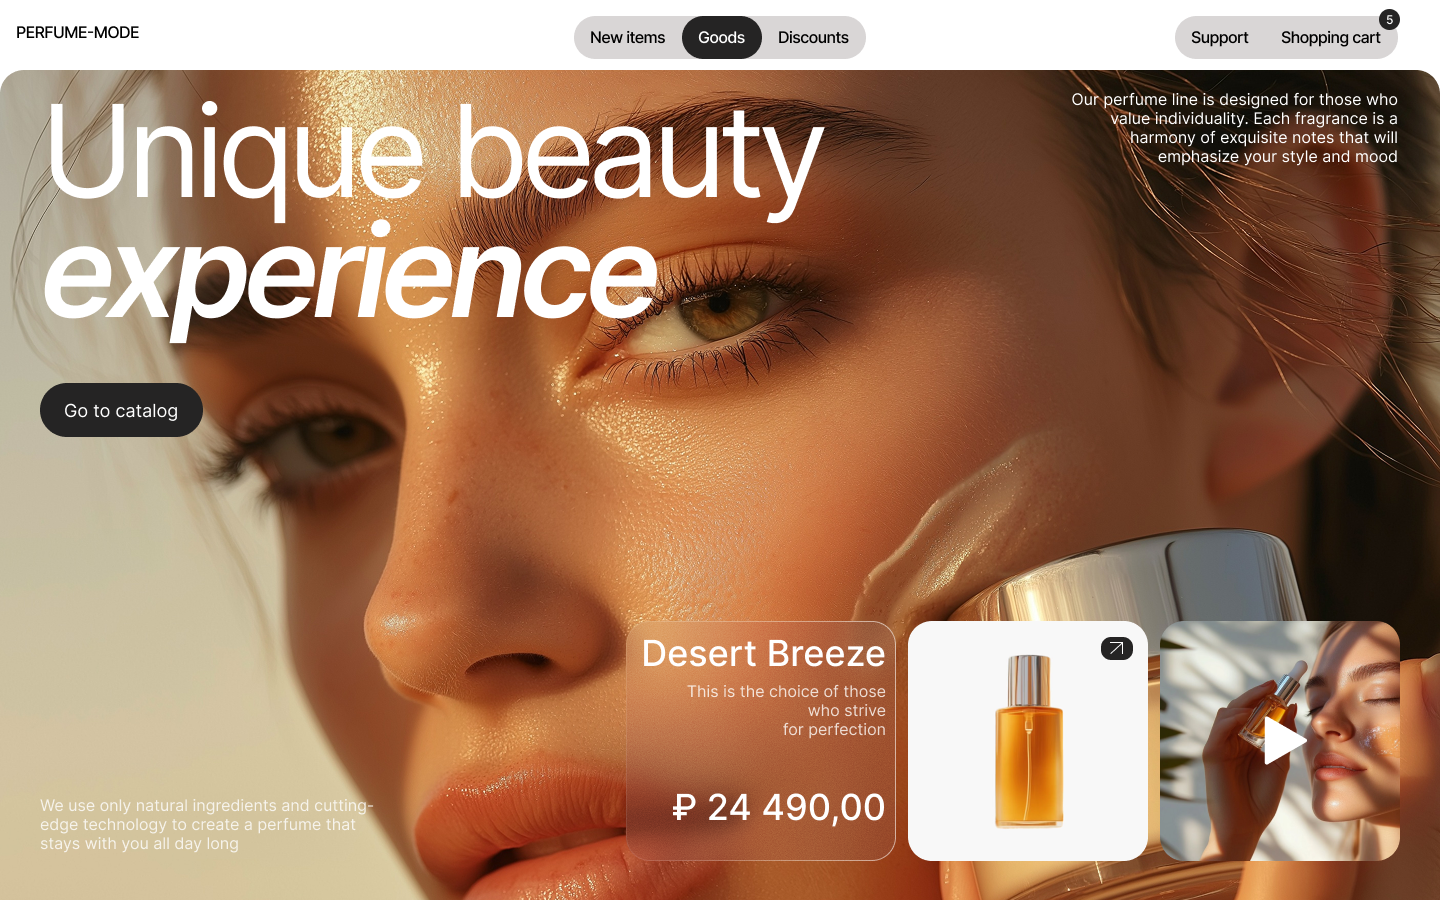 PERFUME-MODE
New items
Goods
Discounts
Support
Shopping cart
5
Unique beauty
experience
Our perfume line is designed for those who
value individuality. Each fragrance is a
harmony of exquisite notes that will
emphasize your style and mood
Go to catalog
Desert Breeze
This is the choice of those
who strive
for perfection
₽ 24 490,00
We use only natural ingredients and cutting-
edge technology to create a perfume that
stays with you all day long